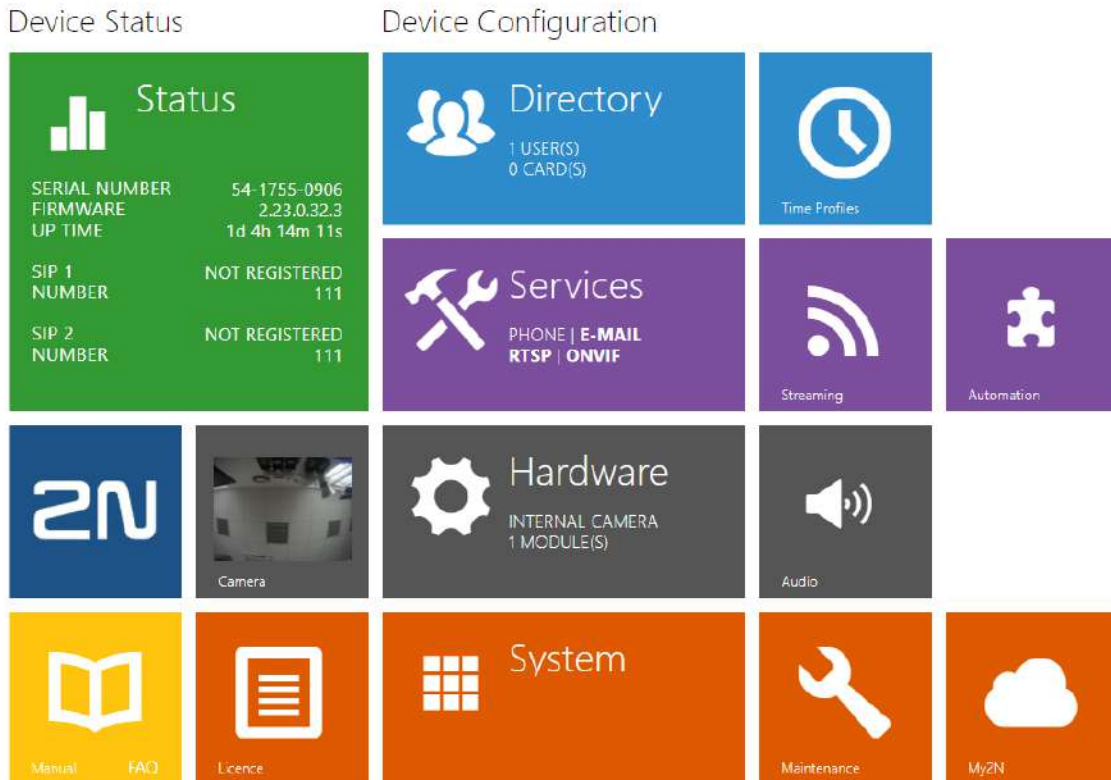 Device Status
Device Configuration
Status
SERIAL NUMBER 54-1755-0906
FIRMWARE 2.23.0.32.3
UP TIME 1d 4h 14m 11s
SIP 1 NOT REGISTERED
NUMBER 111
SIP 2 NOT REGISTERED
NUMBER 111
Directory
1 USER(S)
0 CARD(S)
Time Profiles
Services
PHONE | E-MAIL
RTSP | ONVIF
Streaming
Automation
2N
Camera
Hardware
INTERNAL CAMERA
1 MODULE(S)
Audio
Manual FAQ
Licence
System
Maintenance
My2N